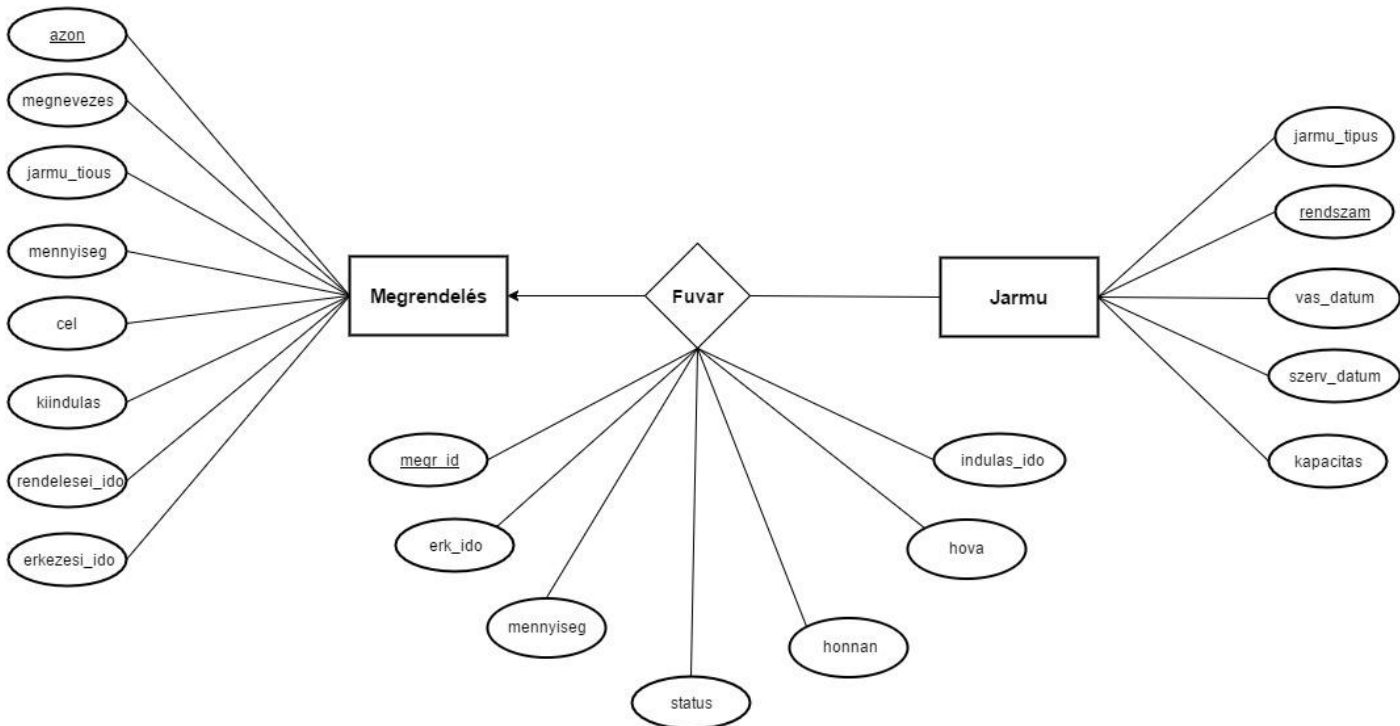 azon
megnevezes
jarmu_tious
mennyiseg
cel
kiindulas
rendelesei_ido
erkezesi_ido
Megrendelés
Fuvar
Jarmu
megr_id
erk_ido
mennyiseg
status
honnan
hova
indulas_ido
jarmu_tipus
rendszam
vas_datum
szerv_datum
kapacitas